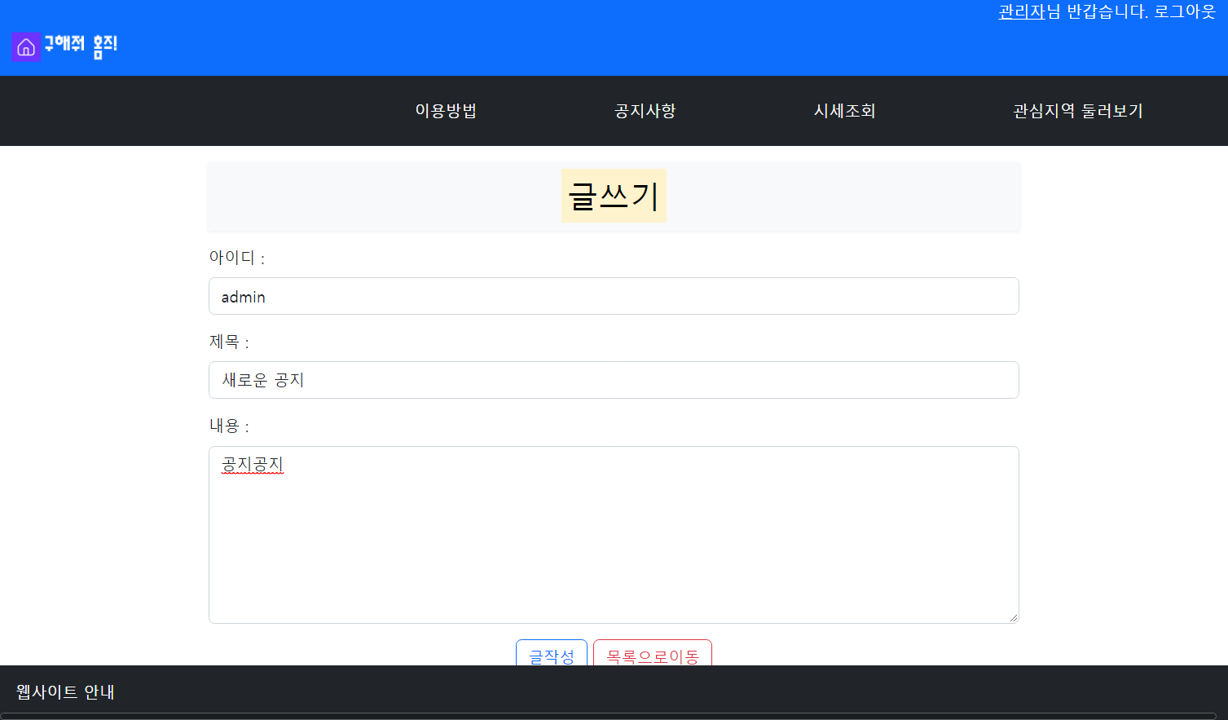 관리자님 반갑습니다. 로그아웃
구해줘 홈즈!
이용방법 공지사항 시세조회 관심지역 둘러보기
글쓰기
아이디 :
admin
제목 :
새로운 공지
내용 :
공지공지
글작성 목록으로이동
웹사이트 안내